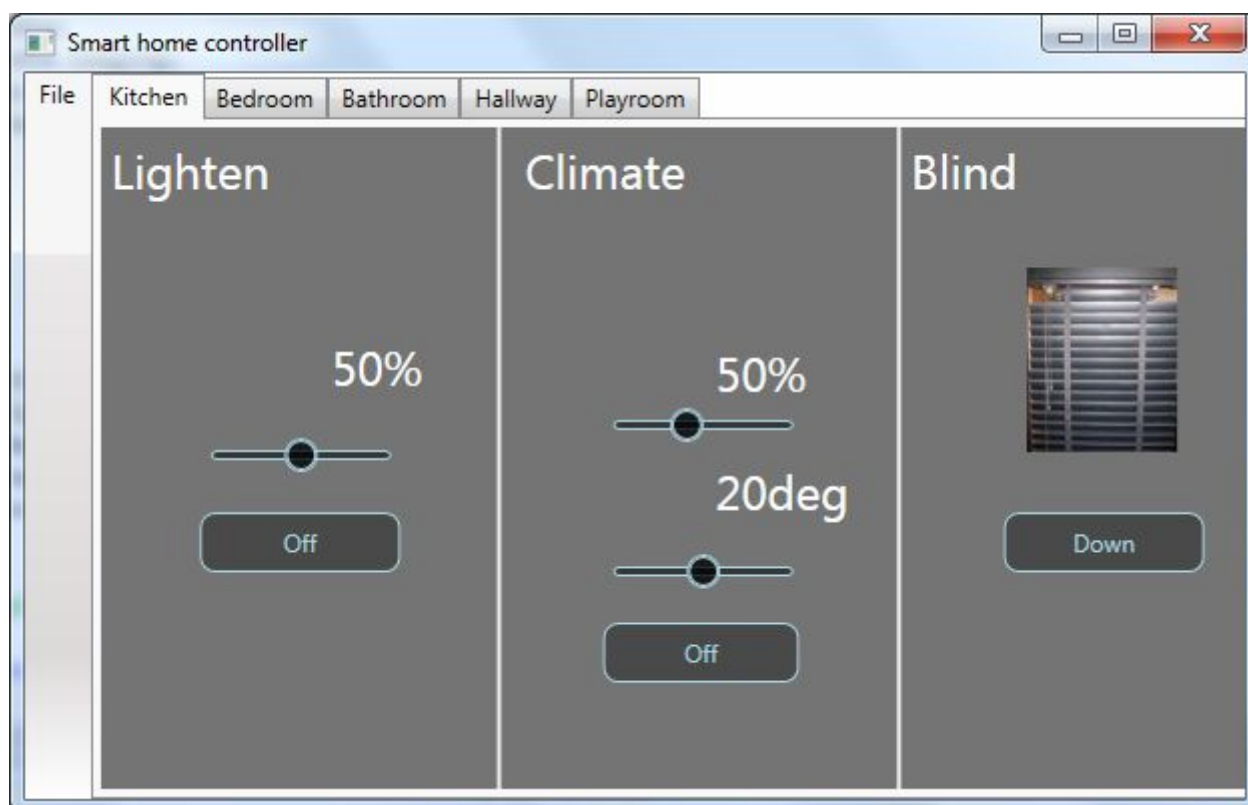 Smart home controller
File Kitchen Bedroom Bathroom Hallway Playroom
Lighten
Climate
Blind
50%
50%
20deg
Off
Down
Off